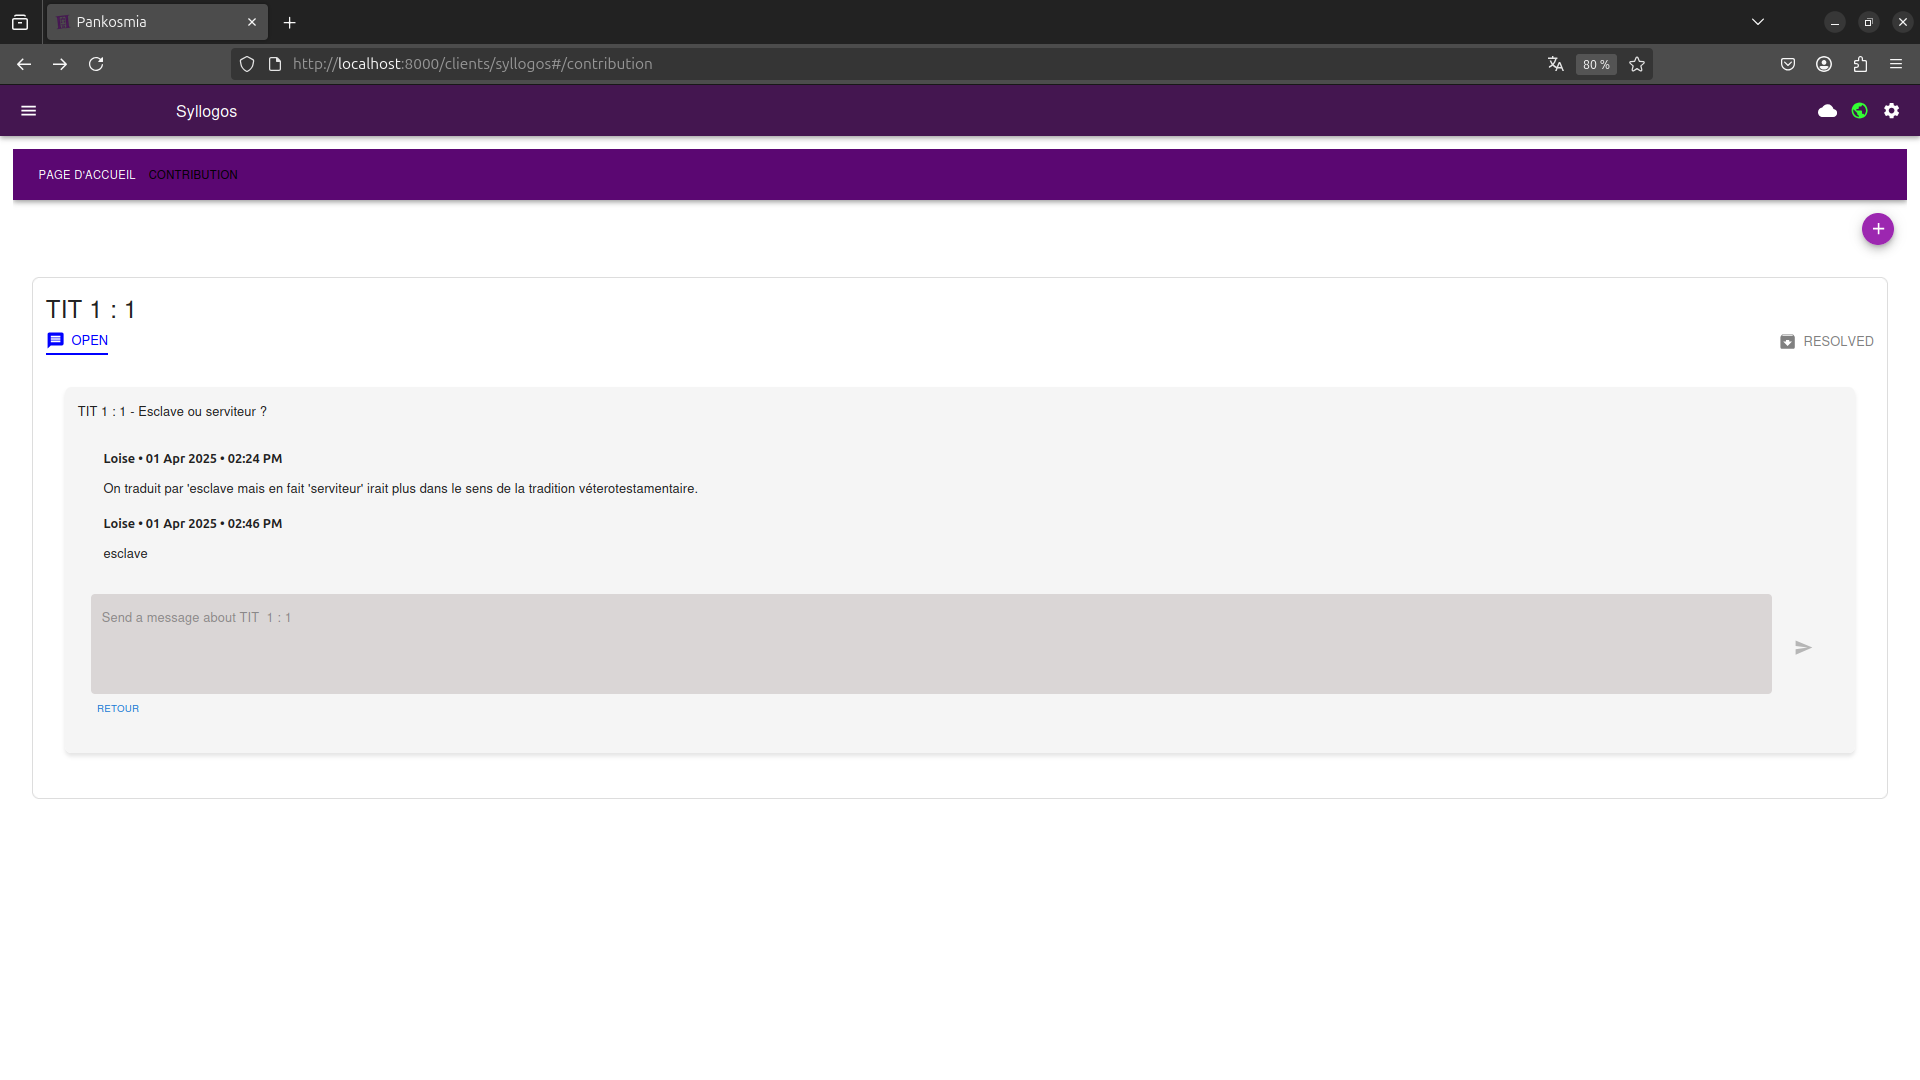 Pankosmia
http://localhost:8000/clients/syllogos#/contribution
80 %
Syllogos
PAGE D'ACCUEIL CONTRIBUTION
TIT 1 : 1
OPEN
RESOLVED
TIT 1 : 1 - Esclave ou serviteur ?
Loise • 01 Apr 2025 • 02:24 PM
On traduit par 'esclave mais en fait 'serviteur' irait plus dans le sens de la tradition véterotestamentaire.
Loise • 01 Apr 2025 • 02:46 PM
esclave
Send a message about TIT  1 : 1
RETOUR